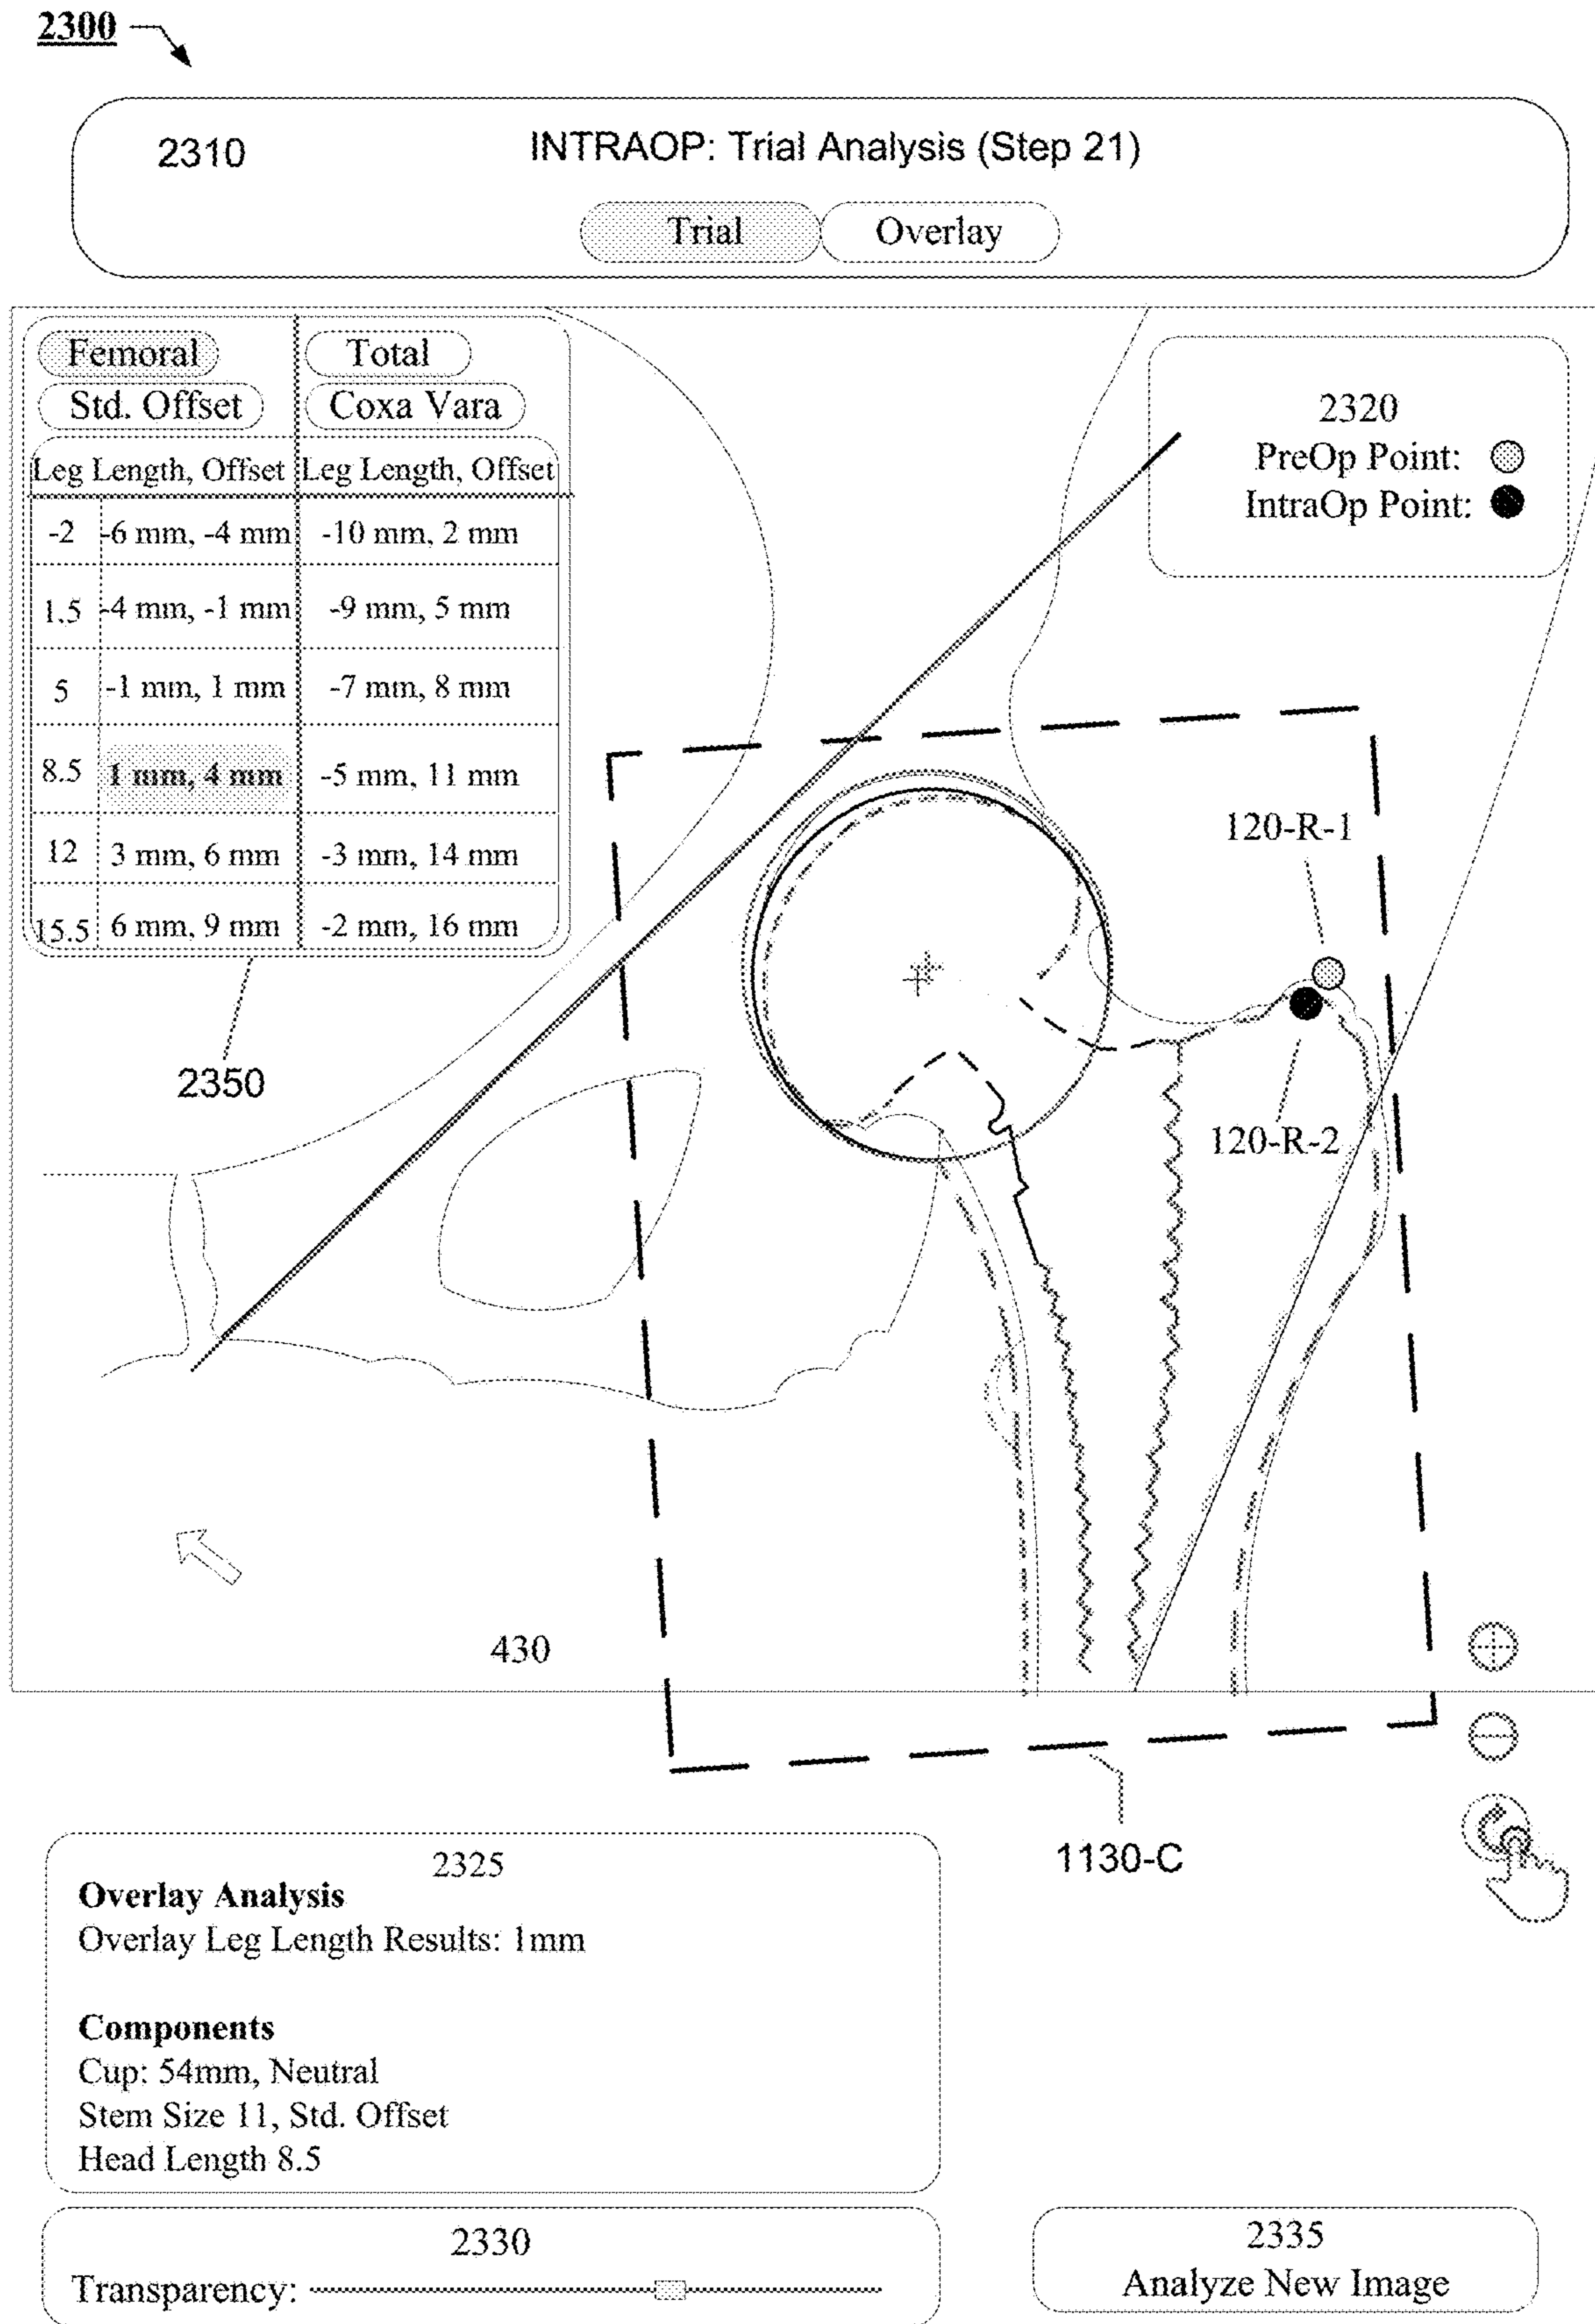 2300
2310 INTRAOP: Trial Analysis (Step 21)
Trial Overlay
Femoral Total
Std. Offset Coxa Vara
Leg Length, Offset Leg Length, Offset
-2 -6 mm, -4 mm -10 mm, 2 mm
1.5 -4 mm, -1 mm -9 mm, 5 mm
5 -1 mm, 1 mm -7 mm, 8 mm
8.5 1 mm, 4 mm -5 mm, 11 mm
12 3 mm, 6 mm -3 mm, 14 mm
15.5 6 mm, 9 mm -2 mm, 16 mm
2350
2320
PreOp Point:
IntraOp Point:
120-R-1
120-R-2
430
1130-C
2325
Overlay Analysis
Overlay Leg Length Results: 1mm
Components
Cup: 54mm, Neutral
Stem Size 11, Std. Offset
Head Length 8.5
2330
Transparency:
2335
Analyze New Image